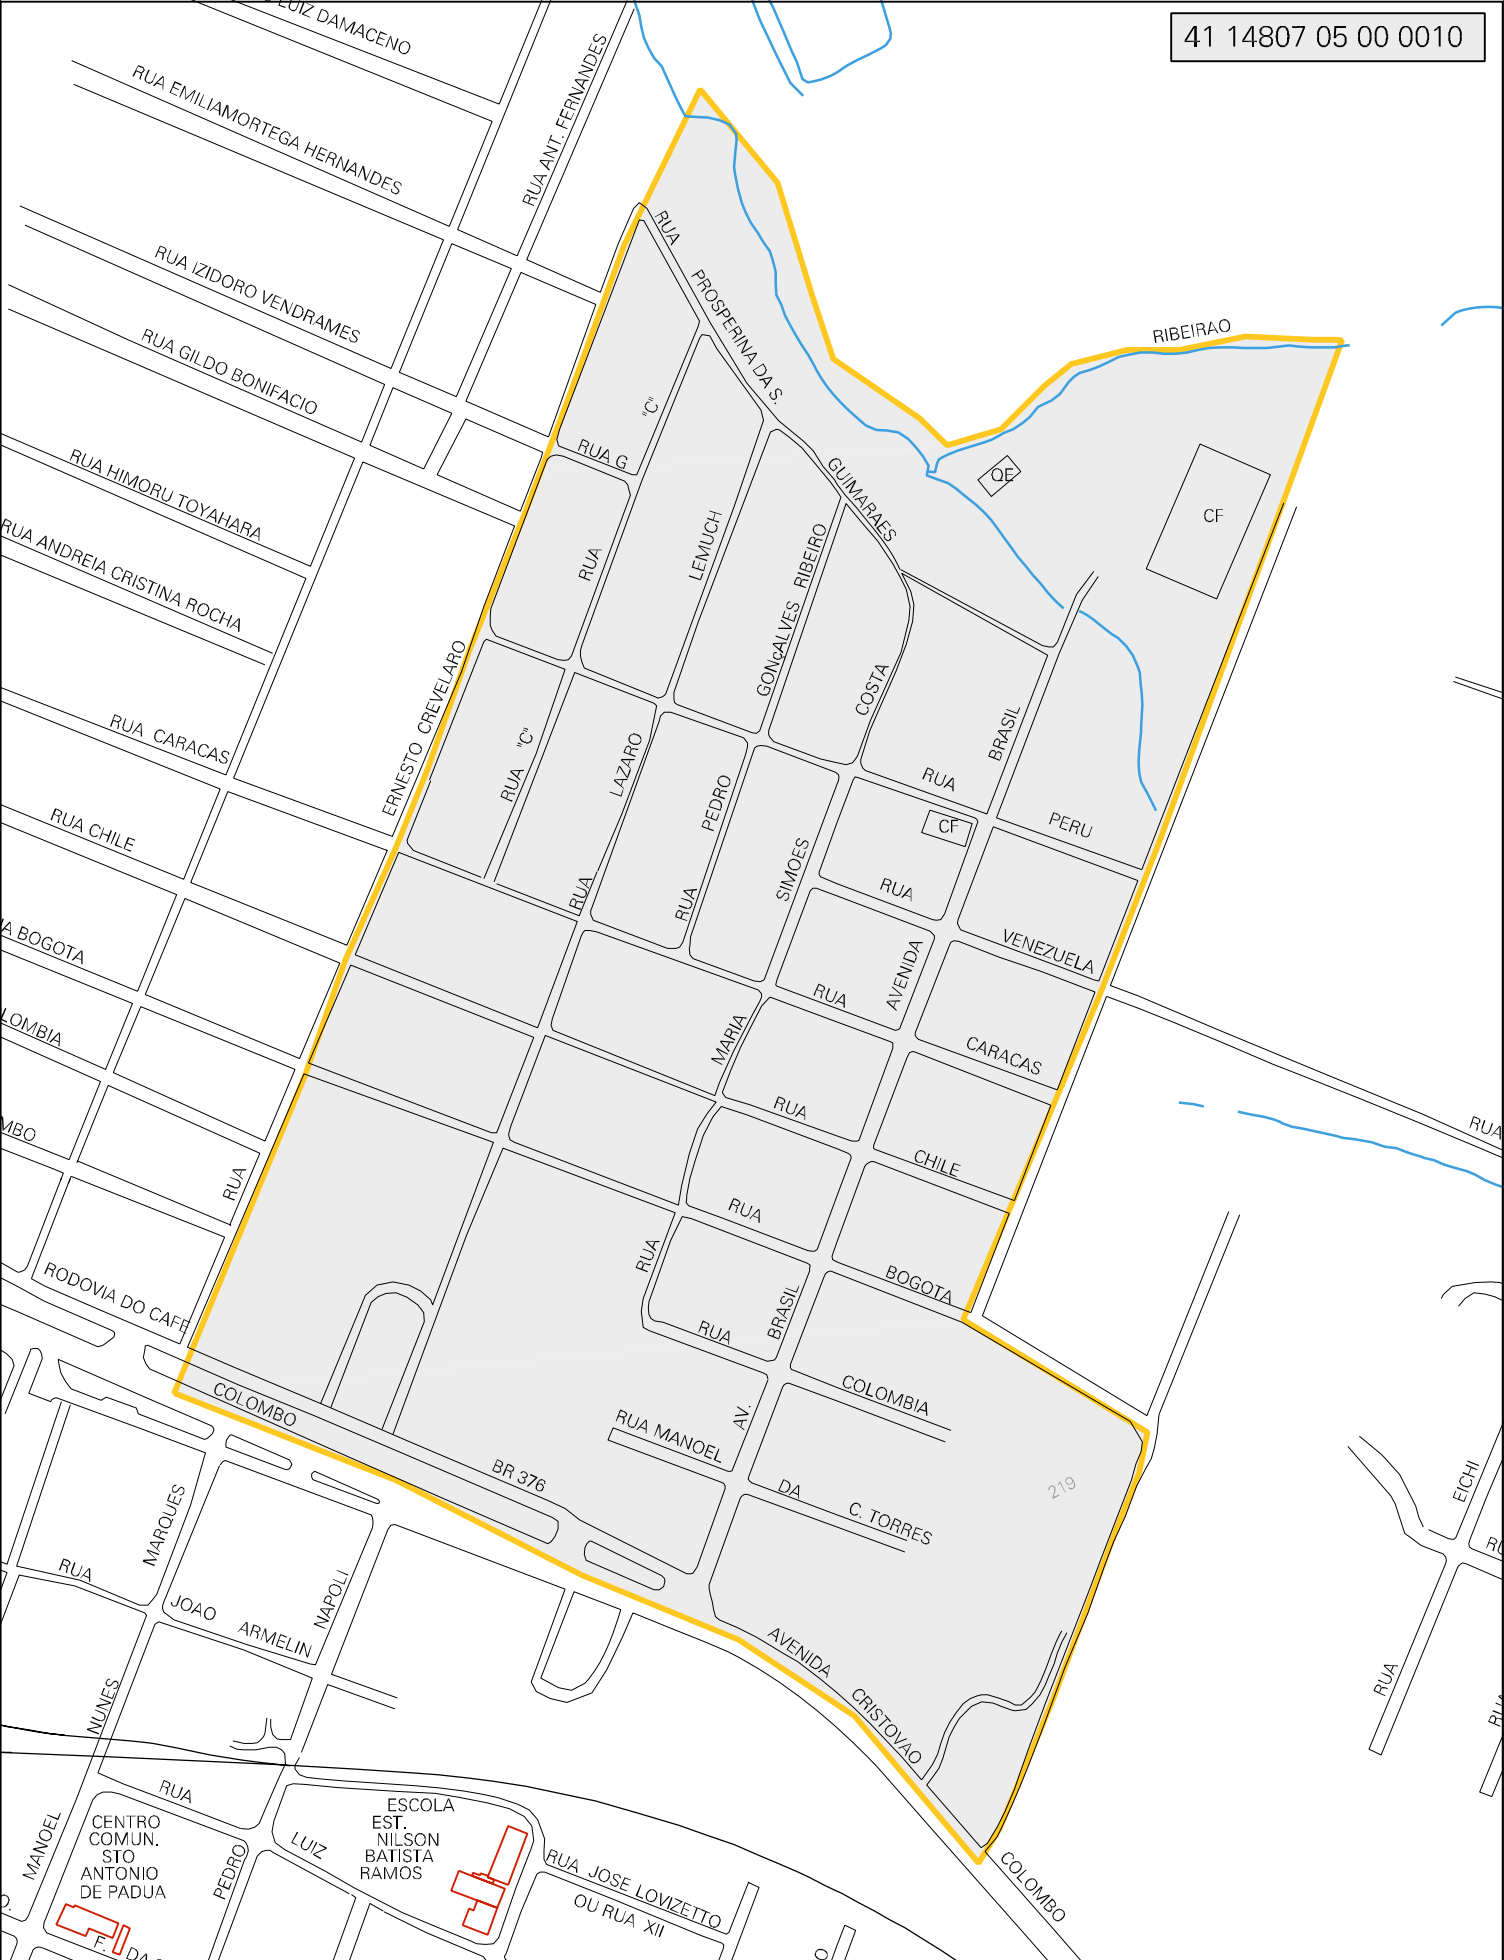 41 14807 05 00 0010
LUIZ DAMACENO
RUA EMILIAMORTEGA HERNANDES
RUA ANT. FERNANDES
RUA IZIDORO VENDRAMES
RUA GILDO BONIFACIO
RUA HIMORU TOYAHARA
RUA ANDREIA CRISTINA ROCHA
RUA CARACAS
RUA CHILE
A BOGOTA
LOMBIA
MBO
RODOVIA DO CAFE
RUA ERNESTO CREVELARO
RUA PROSPERINA DA S. GUIMARAES COSTA
RIBEIRAO
QE
CF
RUA G
RUA "C"
RUA "C"
RUA LAZARO LEMUCH
RUA PEDRO GONcALVES RIBEIRO
RUA MARIA SIMOES
AVENIDA BRASIL
RUA PERU
CF
RUA VENEZUELA
RUA CARACAS
RUA CHILE
RUA BOGOTA
RUA COLOMBIA
AV. BRASIL
RUA MANOEL DA C. TORRES
219
COLOMBO
BR 376
AVENIDA CRISTOVAO COLOMBO
RUA
EICHI
RUA
RU
RU
MANOEL NUNES MARQUES
RUA JOAO ARMELIN
PEDRO NAPOLI
RUA LUIZ
CENTRO
COMUN.
STO
ANTONIO
DE PADUA
F. DA
O.
ESCOLA
EST.
NILSON
BATISTA
RAMOS
RUA JOSE LOVIZETTO
OU RUA XII
O